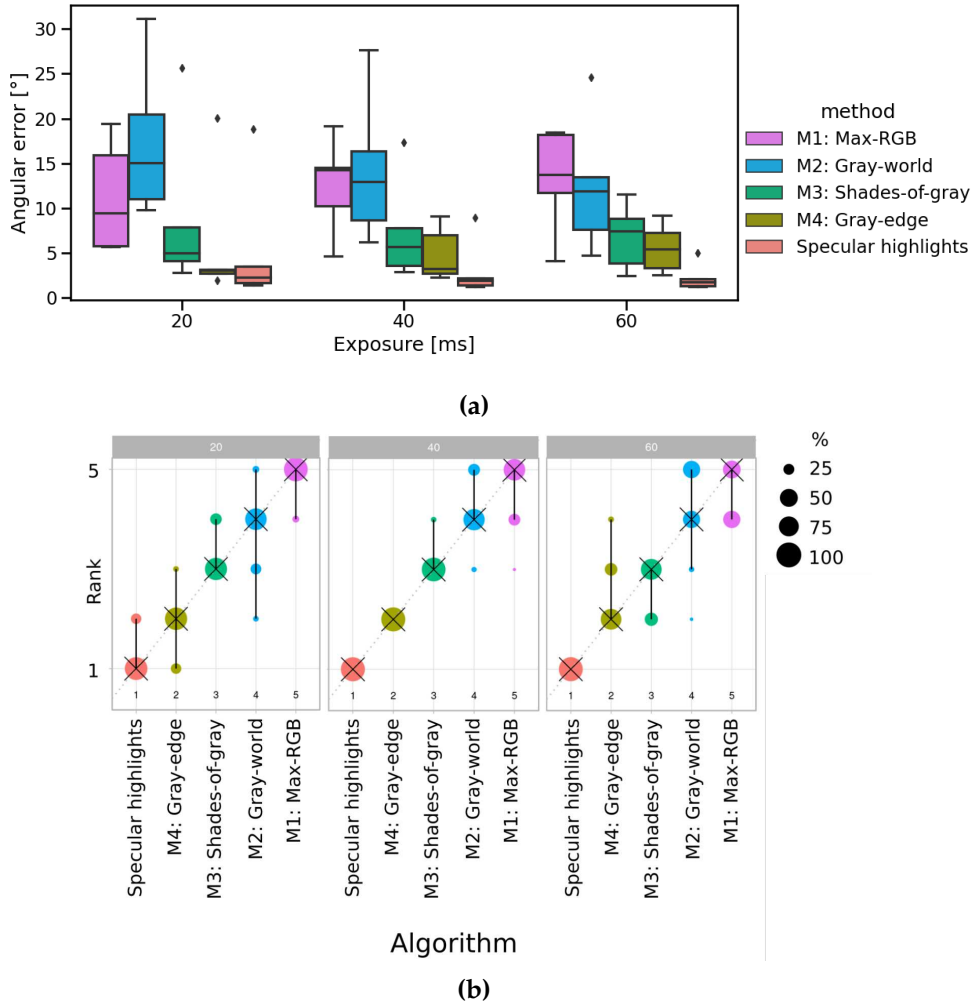 30
25
20
15
10
5
0
Angular error [°]
20
40
60
Exposure [ms]
method
M1: Max-RGB
M2: Gray-world
M3: Shades-of-gray
M4: Gray-edge
Specular highlights
(a)
20
40
60
5
1
Rank
1 2 3 4 5
1 2 3 4 5
1 2 3 4 5
Specular highlights
M4: Gray-edge
M3: Shades-of-gray
M2: Gray-world
M1: Max-RGB
Specular highlights
M4: Gray-edge
M3: Shades-of-gray
M2: Gray-world
M1: Max-RGB
Specular highlights
M4: Gray-edge
M3: Shades-of-gray
M2: Gray-world
M1: Max-RGB
%
25
50
75
100
Algorithm
(b)